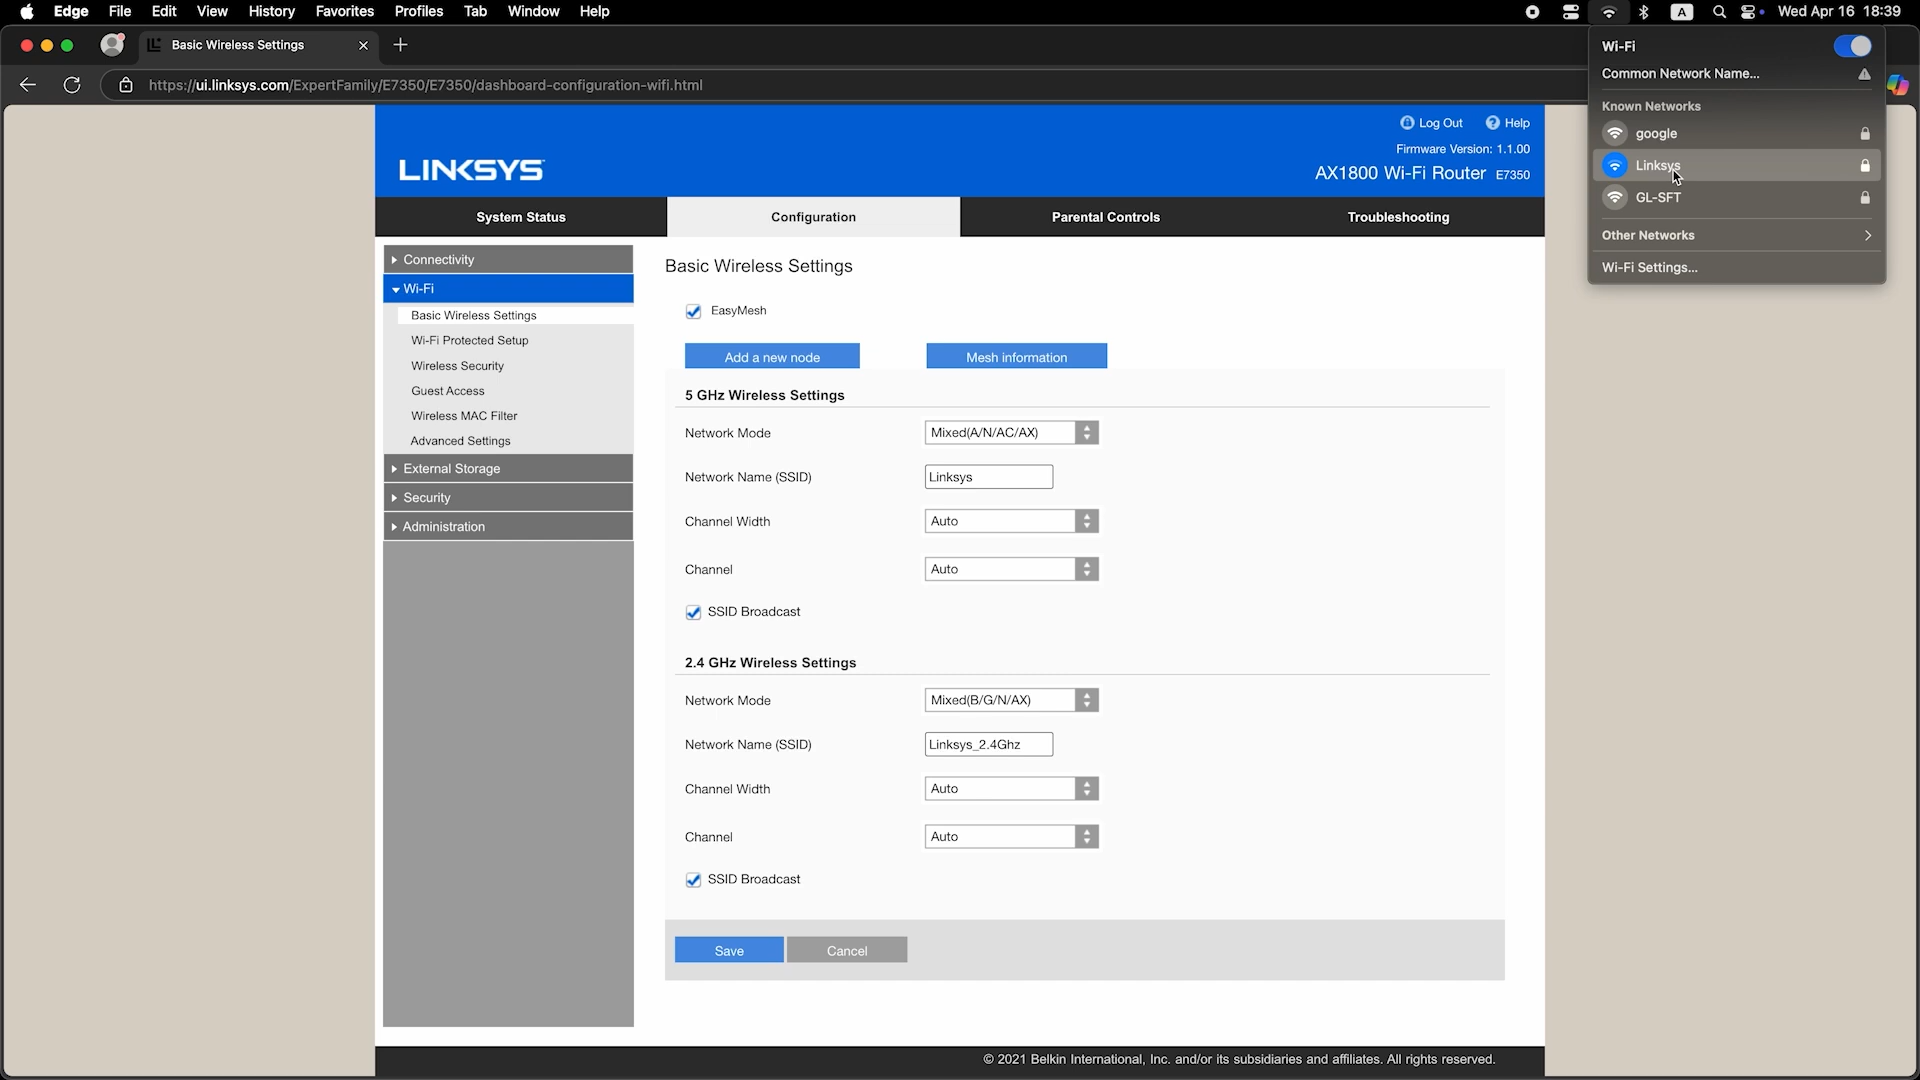 Edge File Edit View History Favorites Profiles Tab Window Help
A Wed Apr 16 18:39
Basic Wireless Settings
https://ui.linksys.com/ExpertFamily/E7350/E7350/dashboard-configuration-wifi.html
Wi-Fi
Common Network Name...
Known Networks
google
Linksys
GL-SFT
Other Networks
Wi-Fi Settings...
Log Out Help
Firmware Version: 1.1.00
LINKSYS
AX1800 Wi-Fi Router E7350
System Status Configuration Parental Controls Troubleshooting
Connectivity
Wi-Fi
Basic Wireless Settings
Wi-Fi Protected Setup
Wireless Security
Guest Access
Wireless MAC Filter
Advanced Settings
External Storage
Security
Administration
Basic Wireless Settings
EasyMesh
Add a new node Mesh information
5 GHz Wireless Settings
Network Mode Mixed(A/N/AC/AX)
Network Name (SSID) Linksys
Channel Width Auto
Channel Auto
SSID Broadcast
2.4 GHz Wireless Settings
Network Mode Mixed(B/G/N/AX)
Network Name (SSID) Linksys_2.4Ghz
Channel Width Auto
Channel Auto
SSID Broadcast
Save Cancel
© 2021 Belkin International, Inc. and/or its subsidiaries and affiliates. All rights reserved.